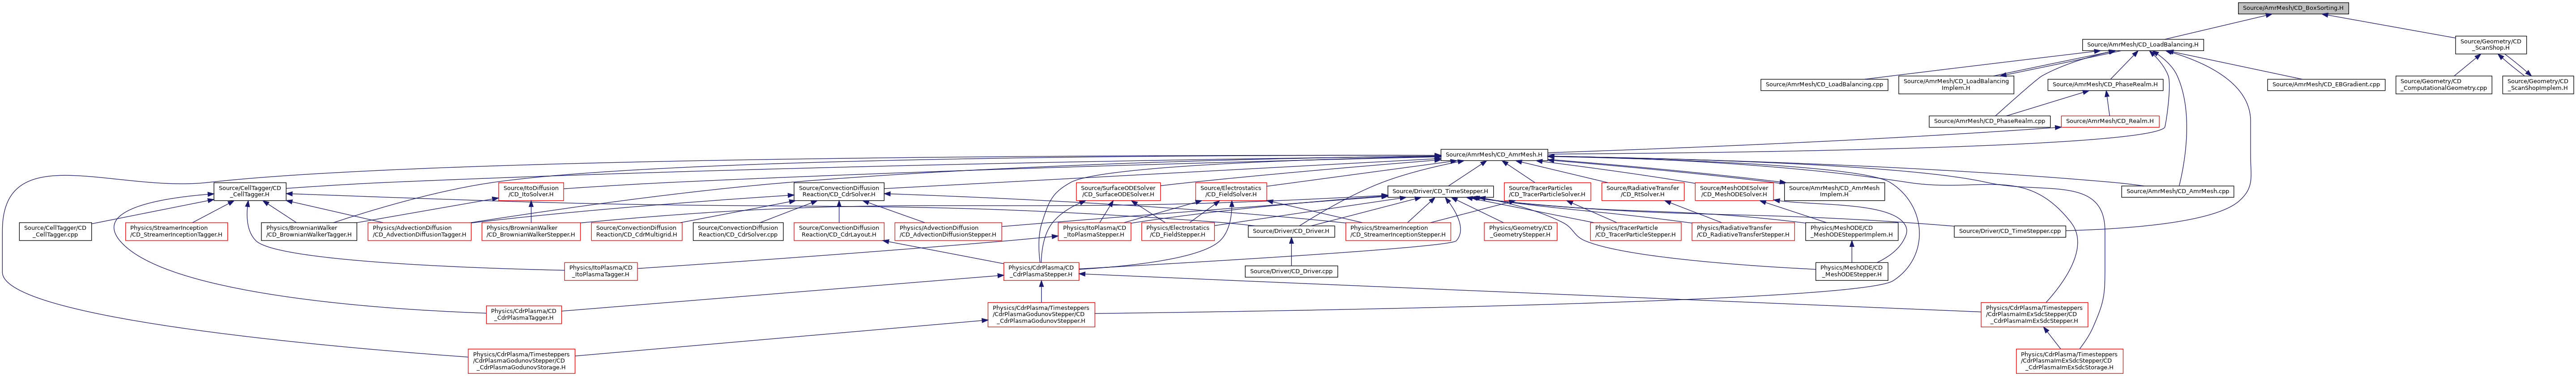 Source/AmrMesh/CD_BoxSorting.H
Source/AmrMesh/CD_LoadBalancing.H
Source/Geometry/CD
_ScanShop.H
Source/AmrMesh/CD_LoadBalancing.cpp
Source/AmrMesh/CD_LoadBalancing
Implem.H
Source/AmrMesh/CD_PhaseRealm.H
Source/AmrMesh/CD_EBGradient.cpp
Source/Geometry/CD
_ComputationalGeometry.cpp
Source/Geometry/CD
_ScanShopImplem.H
Source/AmrMesh/CD_PhaseRealm.cpp
Source/AmrMesh/CD_Realm.H
Source/AmrMesh/CD_AmrMesh.H
Source/CellTagger/CD
_CellTagger.H
Source/ItoDiffusion
/CD_ItoSolver.H
Source/ConvectionDiffusion
Reaction/CD_CdrSolver.H
Source/SurfaceODESolver
/CD_SurfaceODESolver.H
Source/Electrostatics
/CD_FieldSolver.H
Source/Driver/CD_TimeStepper.H
Source/TracerParticles
/CD_TracerParticleSolver.H
Source/RadiativeTransfer
/CD_RtSolver.H
Source/MeshODESolver
/CD_MeshODESolver.H
Source/AmrMesh/CD_AmrMesh
Implem.H
Source/AmrMesh/CD_AmrMesh.cpp
Source/CellTagger/CD
_CellTagger.cpp
Physics/StreamerInception
/CD_StreamerInceptionTagger.H
Physics/BrownianWalker
/CD_BrownianWalkerTagger.H
Physics/AdvectionDiffusion
/CD_AdvectionDiffusionTagger.H
Physics/BrownianWalker
/CD_BrownianWalkerStepper.H
Source/ConvectionDiffusion
Reaction/CD_CdrMultigrid.H
Source/ConvectionDiffusion
Reaction/CD_CdrSolver.cpp
Source/ConvectionDiffusion
Reaction/CD_CdrLayout.H
Physics/AdvectionDiffusion
/CD_AdvectionDiffusionStepper.H
Physics/ItoPlasma/CD
_ItoPlasmaStepper.H
Physics/Electrostatics
/CD_FieldStepper.H
Source/Driver/CD_Driver.H
Physics/StreamerInception
/CD_StreamerInceptionStepper.H
Physics/Geometry/CD
_GeometryStepper.H
Physics/TracerParticle
/CD_TracerParticleStepper.H
Physics/RadiativeTransfer
/CD_RadiativeTransferStepper.H
Physics/MeshODE/CD
_MeshODEStepperImplem.H
Source/Driver/CD_TimeStepper.cpp
Physics/ItoPlasma/CD
_ItoPlasmaTagger.H
Physics/CdrPlasma/CD
_CdrPlasmaStepper.H
Source/Driver/CD_Driver.cpp
Physics/MeshODE/CD
_MeshODEStepper.H
Physics/CdrPlasma/CD
_CdrPlasmaTagger.H
Physics/CdrPlasma/Timesteppers
/CdrPlasmaGodunovStepper/CD
_CdrPlasmaGodunovStepper.H
Physics/CdrPlasma/Timesteppers
/CdrPlasmaImExSdcStepper/CD
_CdrPlasmaImExSdcStepper.H
Physics/CdrPlasma/Timesteppers
/CdrPlasmaGodunovStepper/CD
_CdrPlasmaGodunovStorage.H
Physics/CdrPlasma/Timesteppers
/CdrPlasmaImExSdcStepper/CD
_CdrPlasmaImExSdcStorage.H